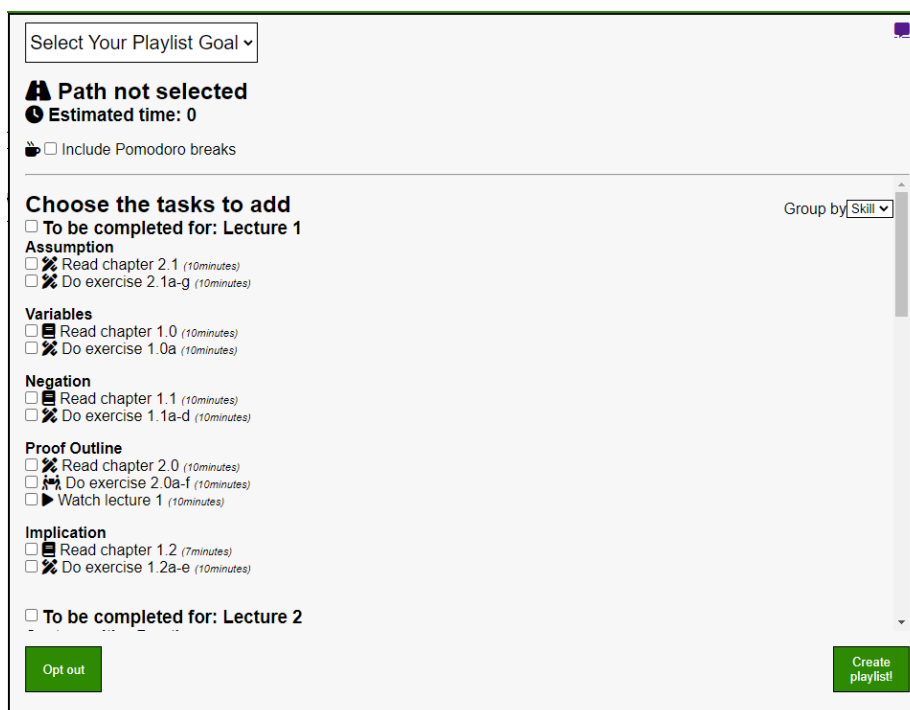 Select Your Playlist Goal
Path not selected
Estimated time: 0
Include Pomodoro breaks
Choose the tasks to add
Group by Skill
To be completed for: Lecture 1
Assumption
Read chapter 2.1 (10minutes)
Do exercise 2.1a-g (10minutes)
Variables
Read chapter 1.0 (10minutes)
Do exercise 1.0a (10minutes)
Negation
Read chapter 1.1 (10minutes)
Do exercise 1.1a-d (10minutes)
Proof Outline
Read chapter 2.0 (10minutes)
Do exercise 2.0a-f (10minutes)
Watch lecture 1 (10minutes)
Implication
Read chapter 1.2 (7minutes)
Do exercise 1.2a-e (10minutes)
To be completed for: Lecture 2
Opt out
Create
playlist!